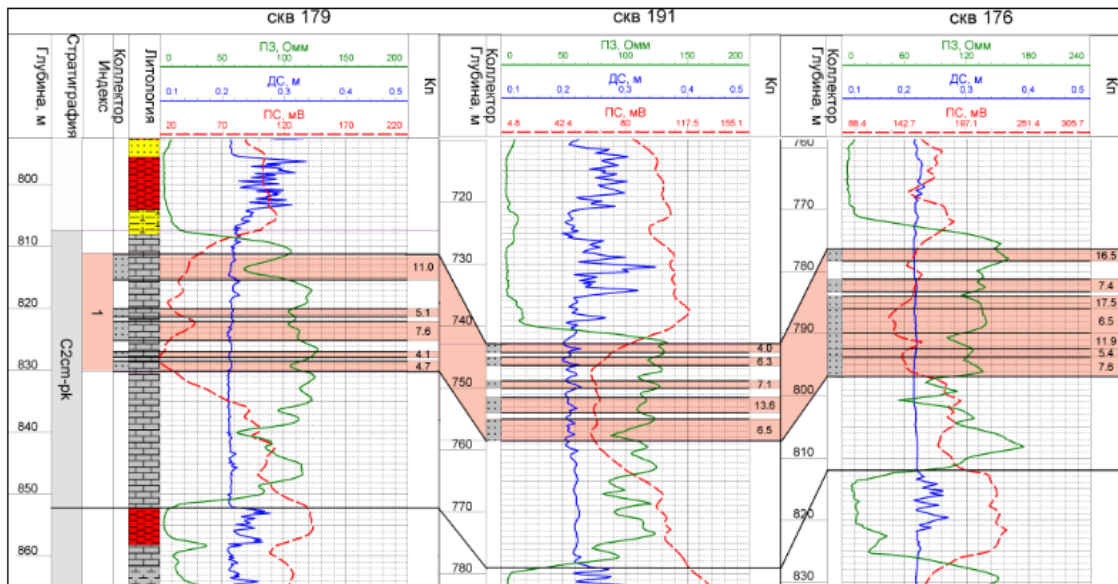 скв 179
скв 191
скв 176
Глубина, м
Стратиграфия
Индекс
Коллектор
Литология
ПЗ, Омм
0 50 100 150 200
ДС, м
0.1 0.2 0.3 0.4 0.5
ПС, мВ
20 70 120 170 220
Кп
Глубина, м
Коллектор
ПЗ, Омм
0 50 100 150 200
ДС, м
0.1 0.2 0.3 0.4 0.5
ПС, мВ
4.8 42.4 80 117.5 155.1
Кп
Глубина, м
Коллектор
ПЗ, Омм
0 60 120 180 240
ДС, м
0.1 0.2 0.3 0.4 0.5
ПС, мВ
88.4 142.7 197.1 251.4 305.7
Кп
800
810
820
830
840
850
860
C2cm-pk
1
11.0
5.1
7.6
4.1
4.7
720
730
740
750
760
770
780
4.0
6.3
7.1
13.6
6.5
760
770
780
790
800
810
820
830
16.5
7.4
17.5
6.5
11.9
5.4
7.6